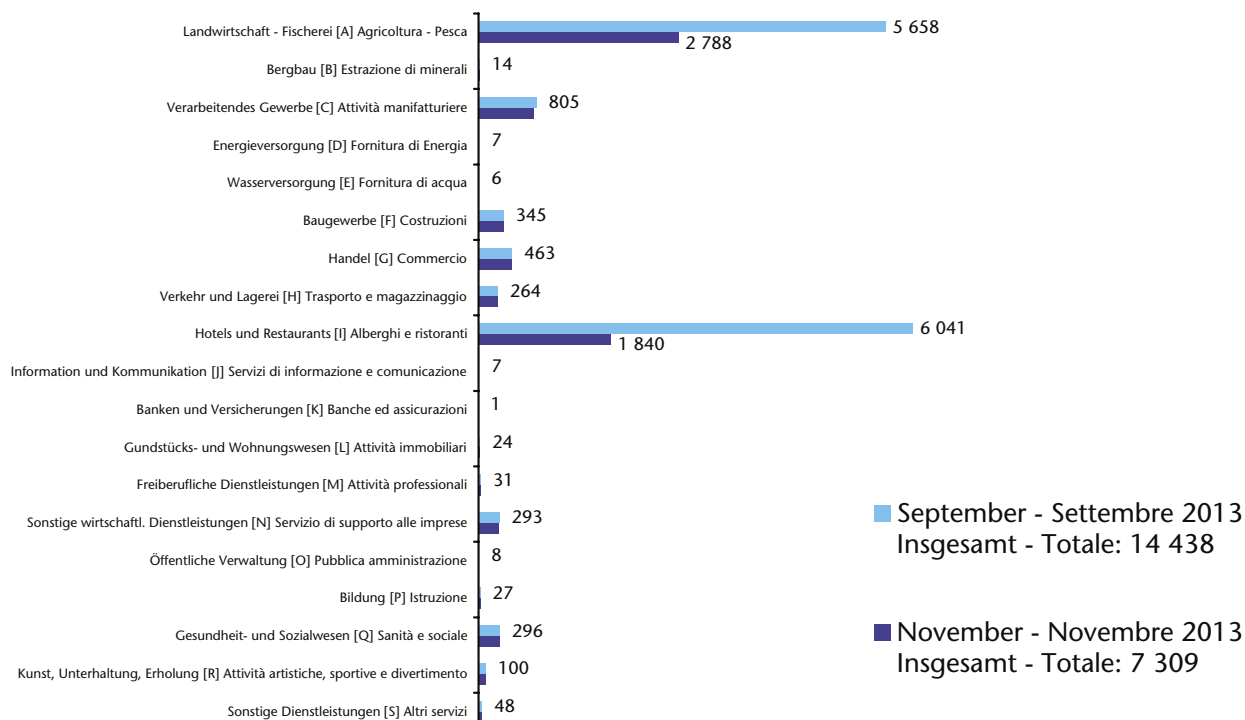 Landwirtschaft - Fischerei [A] Agricoltura - Pesca
5 658
2 788
Bergbau [B] Estrazione di minerali
14
Verarbeitendes Gewerbe [C] Attività manifatturiere
805
Energieversorgung [D] Fornitura di Energia
7
Wasserversorgung [E] Fornitura di acqua
6
Baugewerbe [F] Costruzioni
345
Handel [G] Commercio
463
Verkehr und Lagerei [H] Trasporto e magazzinaggio
264
Hotels und Restaurants [I] Alberghi e ristoranti
6 041
1 840
Information und Kommunikation [J] Servizi di informazione e comunicazione
7
Banken und Versicherungen [K] Banche ed assicurazioni
1
Gundstücks- und Wohnungswesen [L] Attività immobiliari
24
Freiberufliche Dienstleistungen [M] Attività professionali
31
Sonstige wirtschaftl. Dienstleistungen [N] Servizio di supporto alle imprese
293
Öffentliche Verwaltung [O] Pubblica amministrazione
8
Bildung [P] Istruzione
27
Gesundheit- und Sozialwesen [Q] Sanità e sociale
296
Kunst, Unterhaltung, Erholung [R] Attività artistiche, sportive e divertimento
100
Sonstige Dienstleistungen [S] Altri servizi
48
September - Settembre 2013
Insgesamt - Totale: 14 438
November - Novembre 2013
Insgesamt - Totale: 7 309